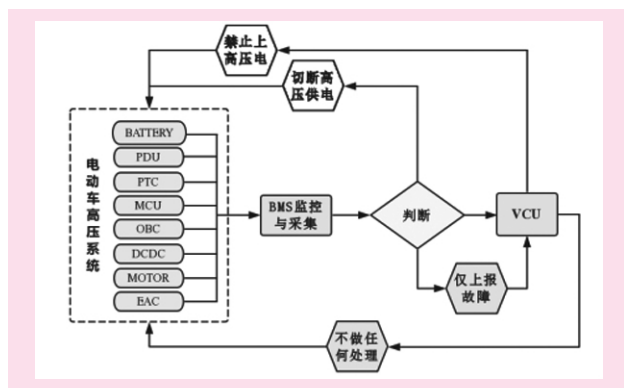 禁止上
高压电
切断高
压供电
电动车高压系统
BATTERY
PDU
PTC
MCU
OBC
DCDC
MOTOR
EAC
BMS监控
与采集
判断
VCU
仅上报
故障
不做任
何处理